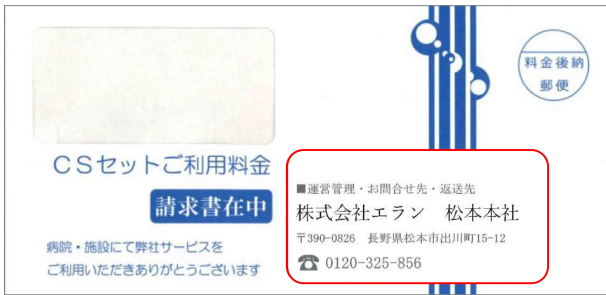 料金後納
郵便
CSセットご利用料金
請求書在中
病院・施設にて弊社サービスを
ご利用いただきありがとうございます
■運営管理・お問合せ先・返送先
株式会社エラン 松本本社
〒390-0826 長野県松本市出川町15-12
☎ 0120-325-856